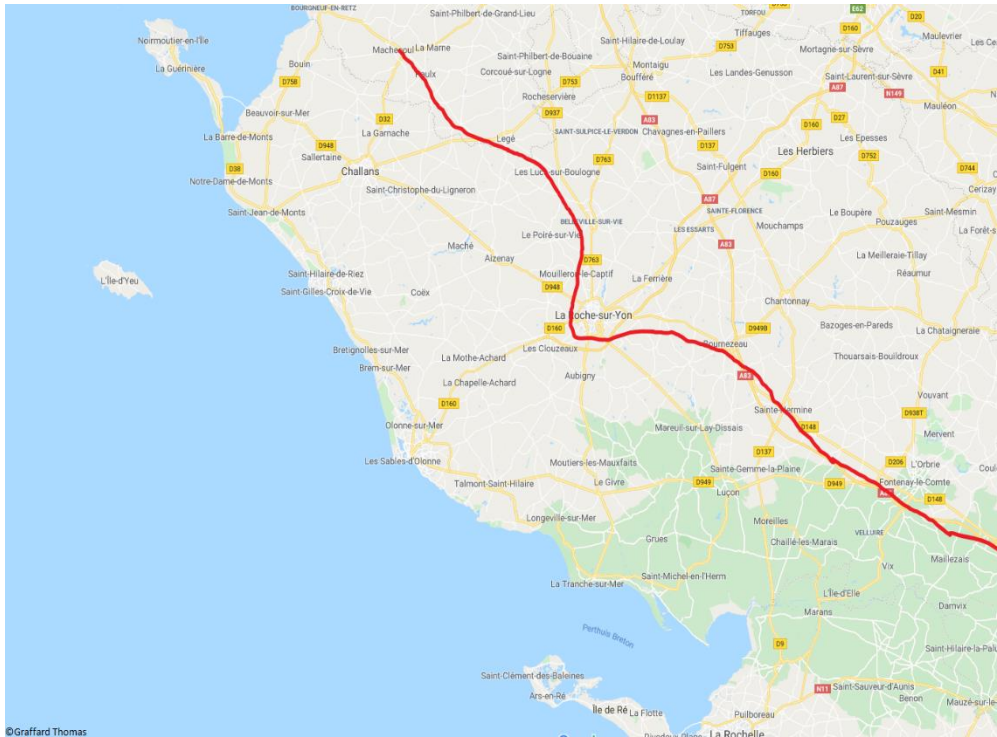 BOURGNEUF-EN-RETZ
Saint-Philbert-de-Grand-Lieu
TORFOU
E62
D20
Tiffauges
D160
Maulevrier
Noirmoutier-en-l'Île
Machecoul
La Marne
Saint-Hilaire-de-Loulay
D753
Mortagne-sur-Sèvre
La Guérinière
Bouin
Saint-Philbert-de-Bouaine
Montaigu
Les Landes-Genusson
Saint-Laurent-sur-Sèvre
D41
D758
Paulx
Corcoué-sur-Logne
D753
Boufféré
A87
N149
Rocheservière
D1137
Mauléon
Beauvoir-sur-Mer
D32
D937
A83
Chavagnes-en-Paillers
D160
D27
La Barre-de-Monts
La Garnache
Legé
SAINT-SULPICE-LE-VERDON
D137
Les Epesses
D948
Sallertaine
Les Herbiers
D752
D38
Challans
Les Lucs-sur-Boulogne
D763
Saint-Fulgent
D160
D744
Notre-Dame-de-Monts
Saint-Christophe-du-Ligneron
A87
Saint-Jean-de-Monts
BELLEVILLE-SUR-VIE
SAINTE-FLORENCE
Le Boupère
Saint-Mesmin
Le Poiré-sur-Vie
LES ESSARTS
Mouchamps
Pouzauges
Maché
A83
Aizenay
D763
La Meilleraie-Tillay
L'Île-d'Yeu
Saint-Hilaire-de-Riez
Mouilleron-le-Captif
La Ferrière
Réaumur
Saint-Gilles-Croix-de-Vie
Coëx
D948
Chantonnay
La Roche-sur-Yon
Bazoges-en-Pareds
D160
D949B
La Chataigneraie
Bretignolles-sur-Mer
La Mothe-Achard
Les Clouzeaux
Bournezeau
Thouarsais-Bouildroux
Brem-sur-Mer
Aubigny
A83
La Chapelle-Achard
Vouvant
D160
Sainte-Hermine
D938T
Olonne-sur-Mer
Mareuil-sur-Lay-Dissais
D148
Mervent
Les Sables-d'Olonne
D137
Moutiers-les-Mauxfaits
D206
L'Orbrie
Talmont-Saint-Hilaire
Le Givre
D949
Sainte-Gemme-la-Plaine
D949
Fontenay-le-Comte
Luçon
D148
Longeville-sur-Mer
Moreilles
VELLUIRE
Grues
Chaillé-les-Marais
Maillezais
Vix
La Tranche-sur-Mer
Saint-Michel-en-l'Herm
L'Île-d'Elle
Damvix
Marans
Perthuis Breton
D9
Saint-Hilaire-la-Palu
Saint-Clément-des-Baleines
Ars-en-Ré
N11
Saint-Sauveur-d'Aunis
Benon
Île de Ré
La Flotte
Puilboreau
Mauzé-sur-le
©Graffard Thomas
La Rochelle